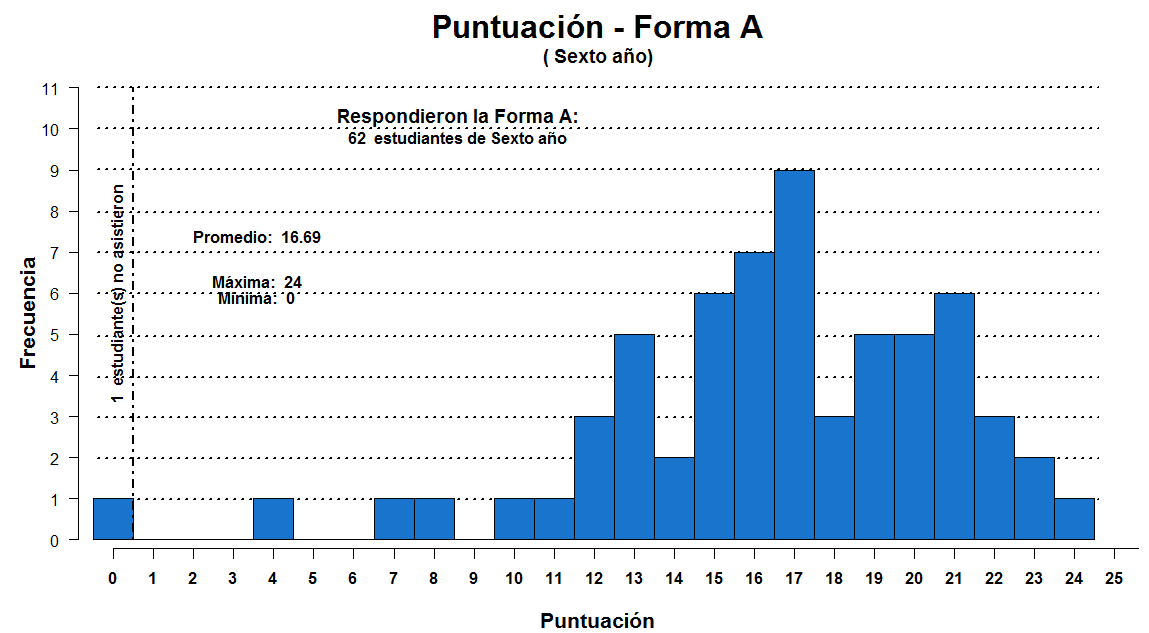 Puntuación - Forma A
( Sexto año)
Respondieron la Forma A:
62 estudiantes de Sexto año
Promedio: 16.69
Máxima: 24
Mínima: 0
1 estudiante(s) no asistieron
Frecuencia
11
10
9
8
7
6
5
4
3
2
1
0
0 1 2 3 4 5 6 7 8 9 10 11 12 13 14 15 16 17 18 19 20 21 22 23 24 25
Puntuación